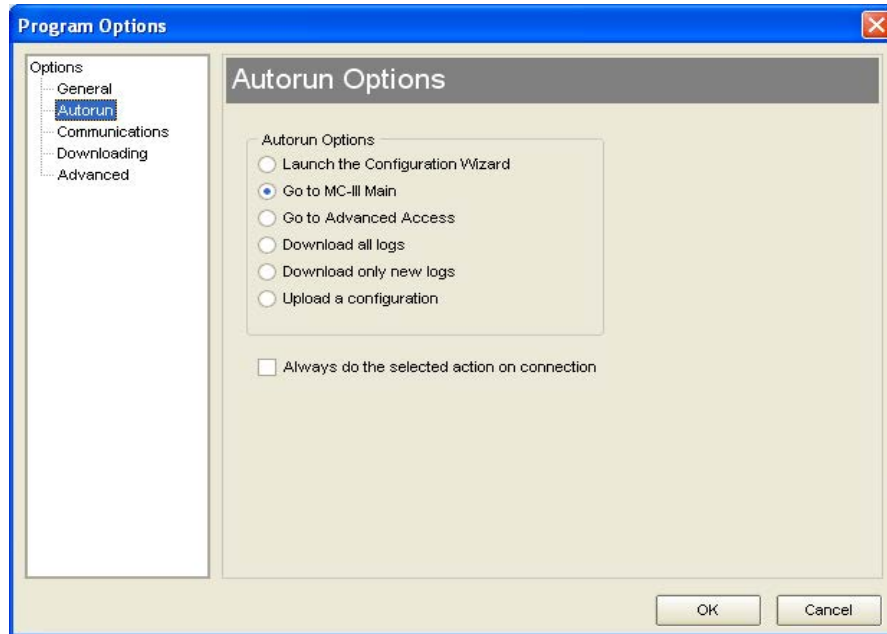 Program Options
Options
General
Autorun
Communications
Downloading
Advanced
Autorun Options
Autorun Options
Launch the Configuration Wizard
Go to MC-III Main
Go to Advanced Access
Download all logs
Download only new logs
Upload a configuration
Always do the selected action on connection
OK
Cancel